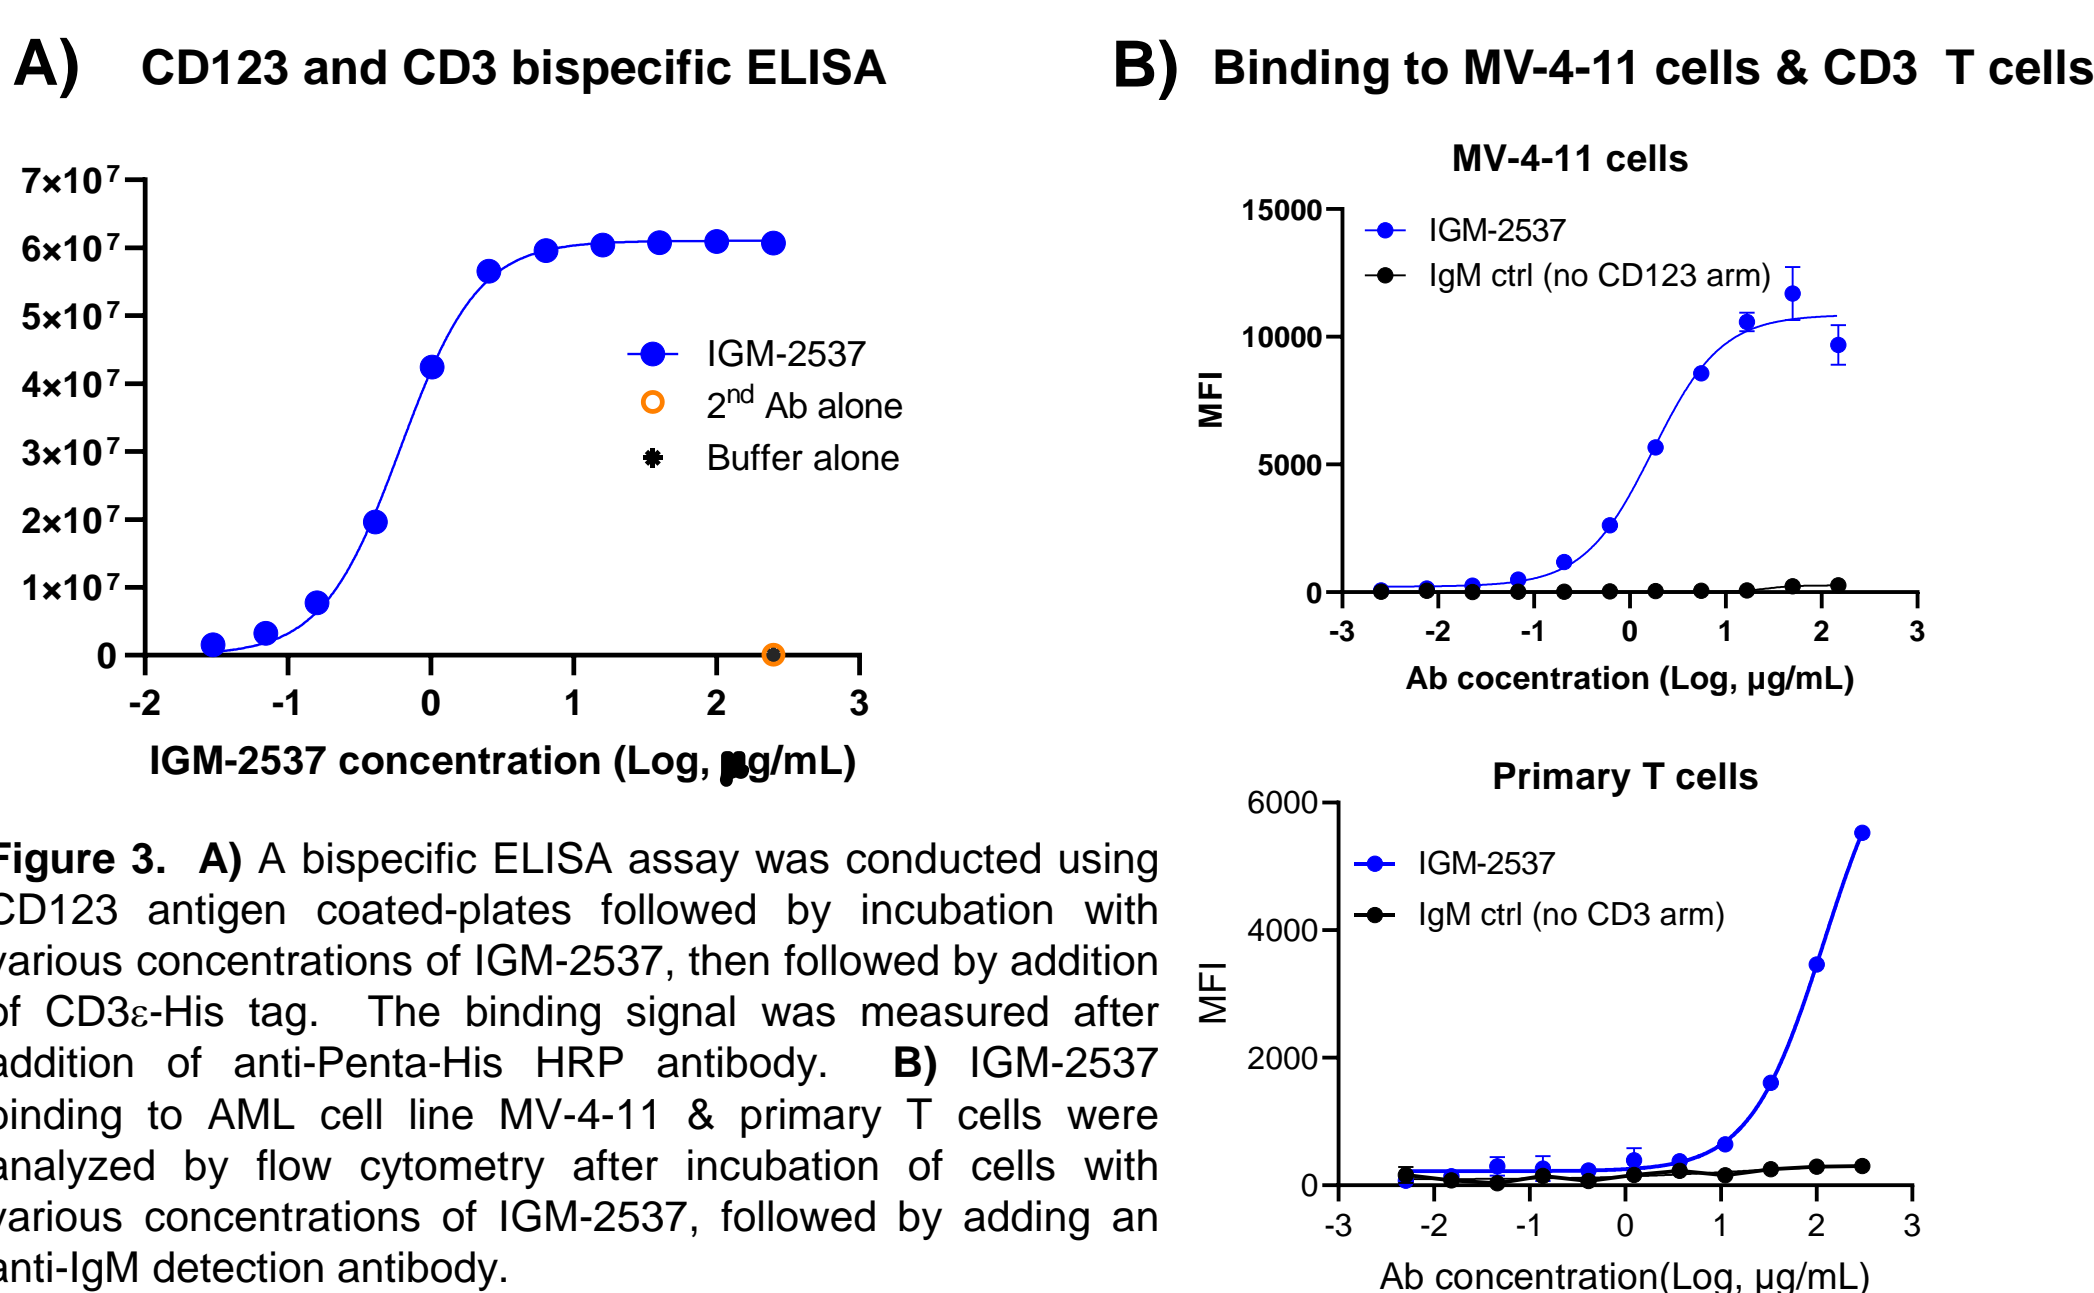 A) CD123 and CD3 bispecific ELISA
7×10⁷
6×10⁷
5×10⁷
4×10⁷
3×10⁷
2×10⁷
1×10⁷
0
-2 -1 0 1 2 3
IGM-2537
2ⁿᵈ Ab alone
Buffer alone
IGM-2537 concentration (Log, µg/mL)
Figure 3. A) A bispecific ELISA assay was conducted using
CD123 antigen coated-plates followed by incubation with
various concentrations of IGM-2537, then followed by addition
of CD3ε-His tag. The binding signal was measured after
addition of anti-Penta-His HRP antibody. B) IGM-2537
binding to AML cell line MV-4-11 & primary T cells were
analyzed by flow cytometry after incubation of cells with
various concentrations of IGM-2537, followed by adding an
anti-IgM detection antibody.
B) Binding to MV-4-11 cells & CD3 T cells
MV-4-11 cells
15000
10000
5000
0
MFI
IGM-2537
IgM ctrl (no CD123 arm)
-3 -2 -1 0 1 2 3
Ab cocentration (Log, µg/mL)
Primary T cells
6000
4000
2000
0
MFI
IGM-2537
IgM ctrl (no CD3 arm)
-3 -2 -1 0 1 2 3
Ab concentration(Log, µg/mL)